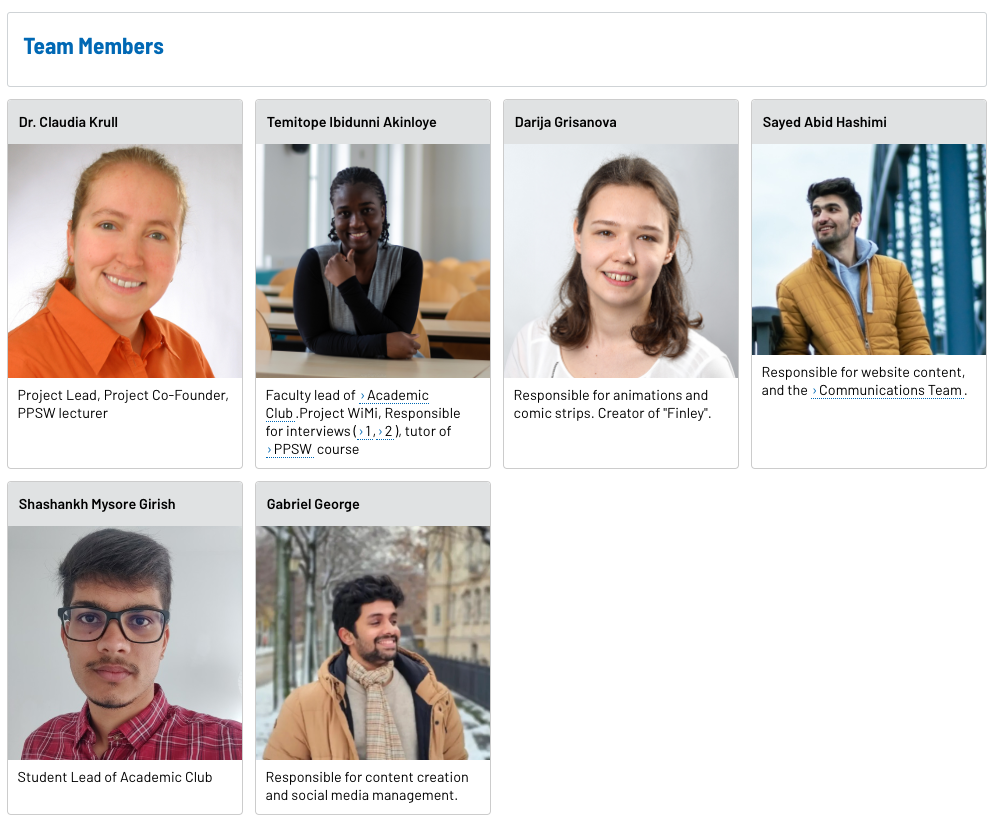 Team Members
Dr. Claudia Krull
Project Lead, Project Co-Founder,
PPSW lecturer
Temitope Ibidunni Akinloye
Faculty lead of ›Academic
Club .Project WiMi, Responsible
for interviews (›1,›2), tutor of
›PPSW course
Darija Grisanova
Responsible for animations and
comic strips. Creator of "Finley".
Sayed Abid Hashimi
Responsible for website content,
and the ›Communications Team.
Shashankh Mysore Girish
Student Lead of Academic Club
Gabriel George
Responsible for content creation
and social media management.